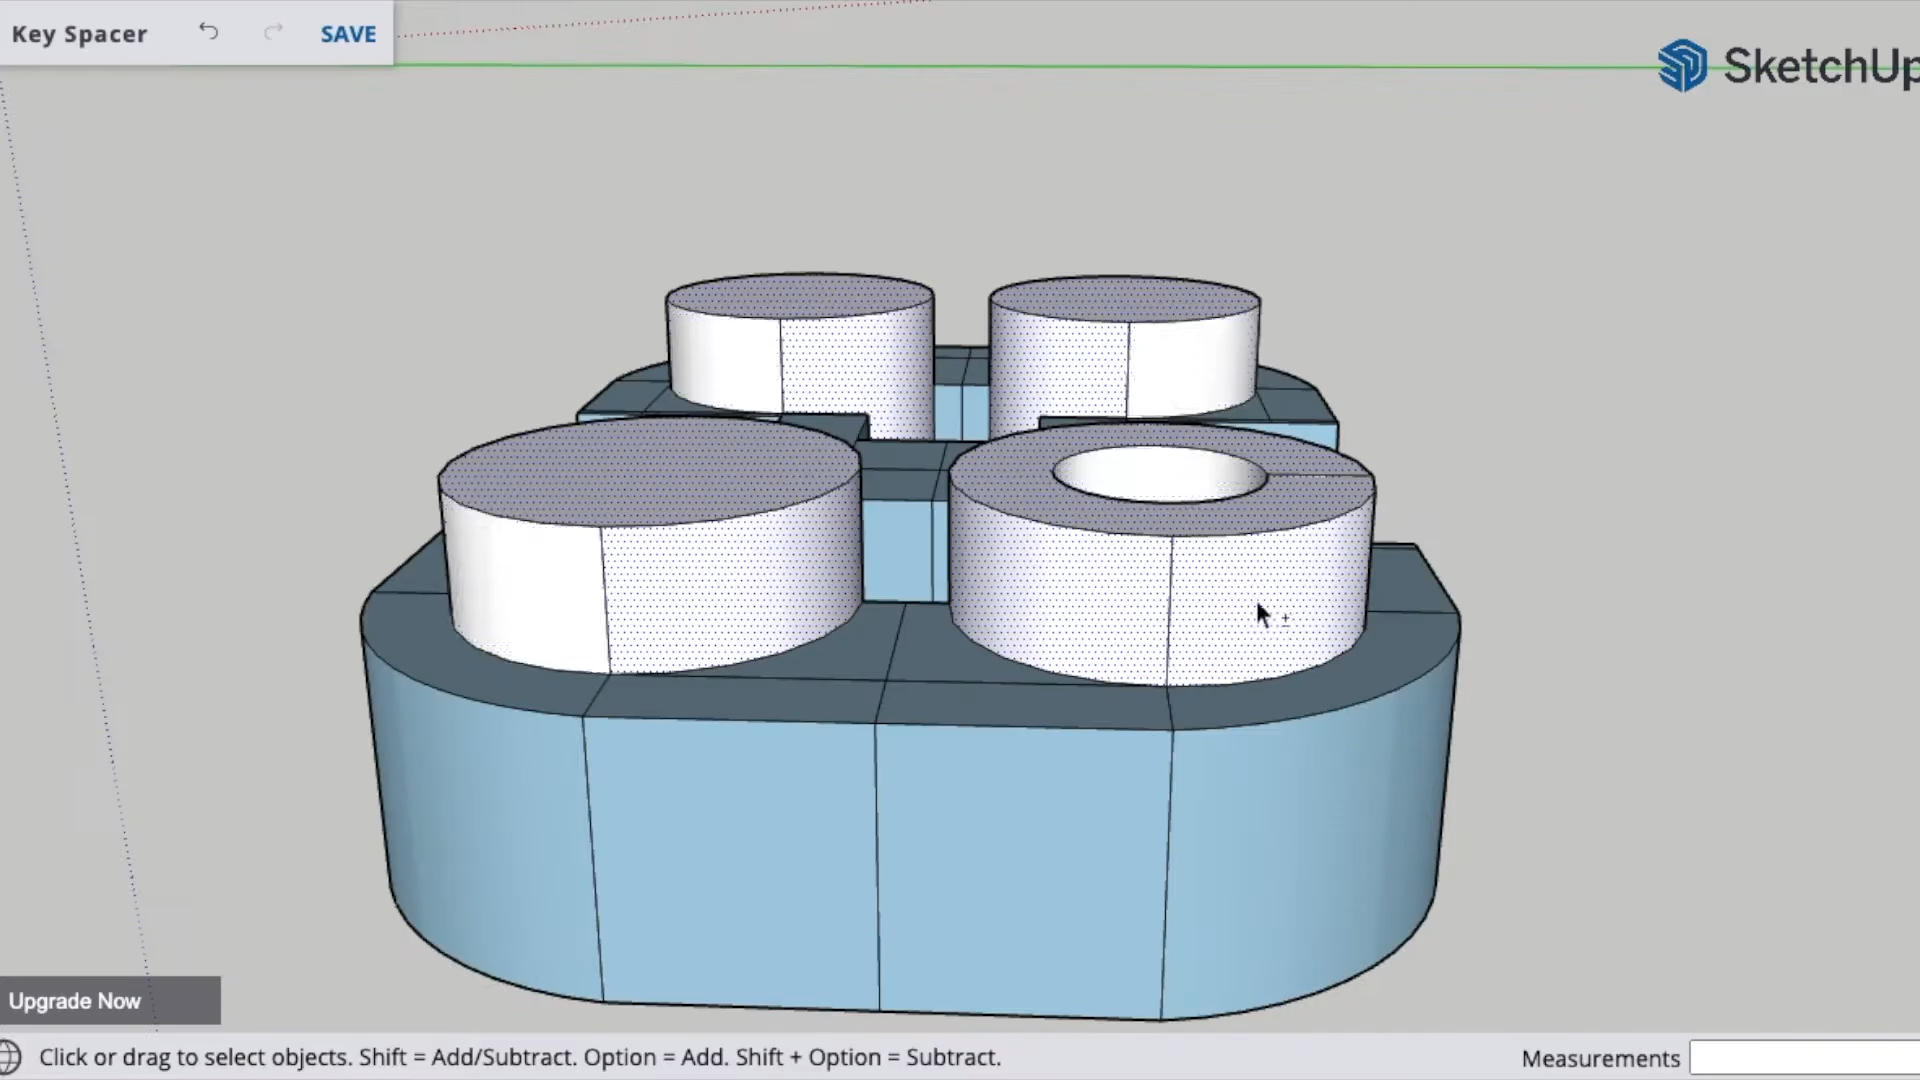 Key Spacer SAVE
SketchUp
Upgrade Now
Click or drag to select objects. Shift = Add/Subtract. Option = Add. Shift + Option = Subtract.
Measurements